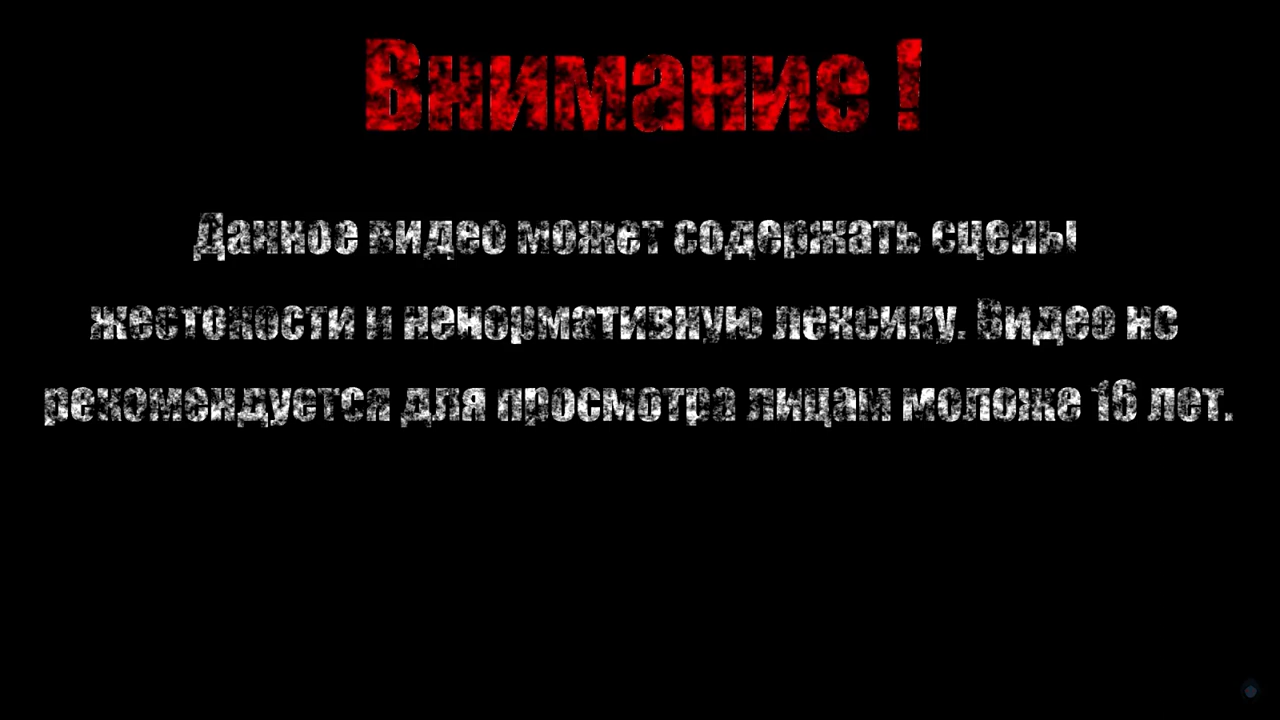 Внимание !
Данное видео может содержать сцены
жестокости и ненормативную лексику. Видео не
рекомендуется для просмотра лицам моложе 16 лет.